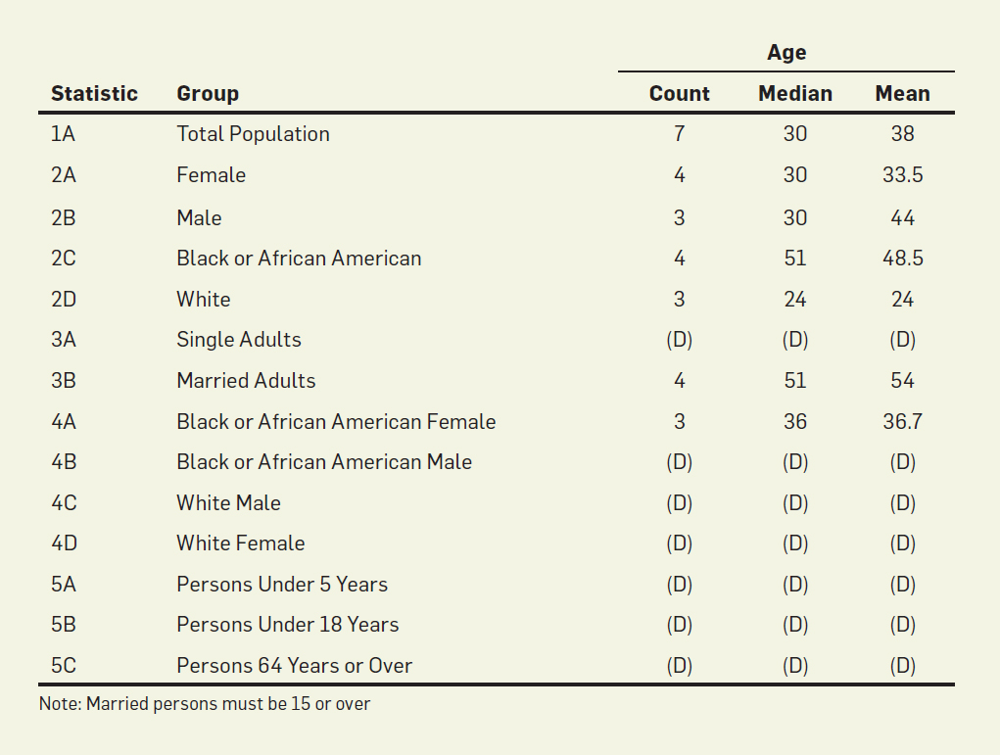 Age
Statistic Group Count Median Mean
1A Total Population 7 30 38
2A Female 4 30 33.5
2B Male 3 30 44
2C Black or African American 4 51 48.5
2D White 3 24 24
3A Single Adults (D) (D) (D)
3B Married Adults 4 51 54
4A Black or African American Female 3 36 36.7
4B Black or African American Male (D) (D) (D)
4C White Male (D) (D) (D)
4D White Female (D) (D) (D)
5A Persons Under 5 Years (D) (D) (D)
5B Persons Under 18 Years (D) (D) (D)
5C Persons 64 Years or Over (D) (D) (D)
Note: Married persons must be 15 or over